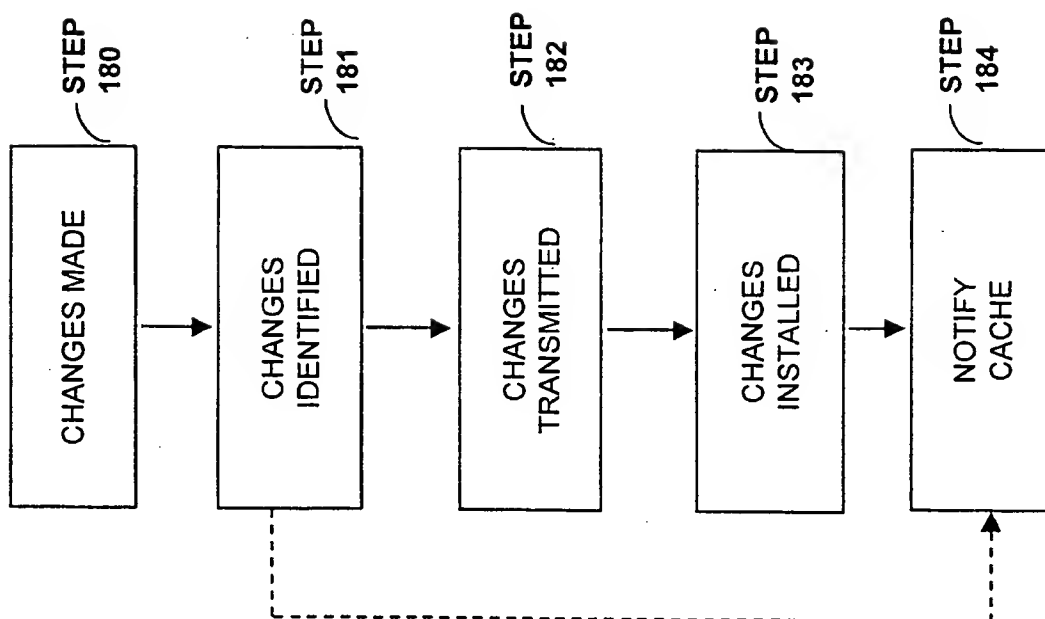 CHANGES MADE
STEP
180
CHANGES
IDENTIFIED
STEP
181
CHANGES
TRANSMITTED
STEP
182
CHANGES
INSTALLED
STEP
183
NOTIFY
CACHE
STEP
184